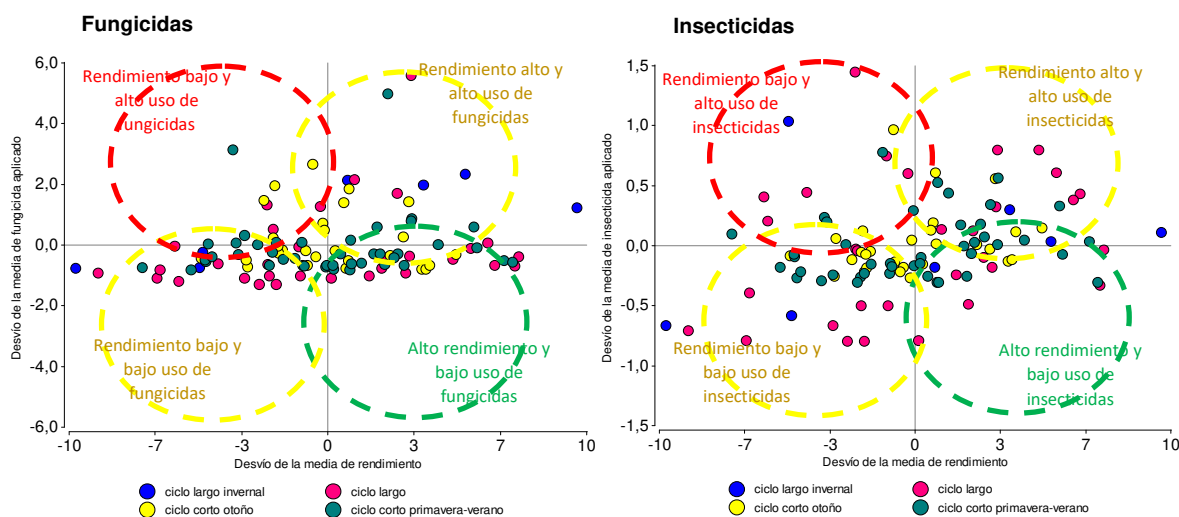 Fungicidas
6,0
4,0
2,0
0,0
-2,0
-4,0
-6,0
Desvío de la media de fungicida aplicado
Rendimiento bajo y
alto uso de
fungicidas
Rendimiento alto y
alto uso de
fungicidas
Rendimiento bajo y
bajo uso de
fungicidas
Alto rendimiento y
bajo uso de
fungicidas
-10 -7 -3 0 3 7 10
Desvío de la media de rendimiento
ciclo largo invernal ciclo largo
ciclo corto otoño ciclo corto primavera-verano
Insecticidas
1,5
1,0
0,5
0,0
-0,5
-1,0
-1,5
Desvío de la media de insecticida aplicado
Rendimiento bajo y
alto uso de
insecticidas
Rendimiento alto y
alto uso de
insecticidas
Rendimiento bajo y
bajo uso de
insecticidas
Alto rendimiento y
bajo uso de
insecticidas
-10 -7 -3 0 3 7 10
Desvío de la media de rendimiento
ciclo largo invernal ciclo largo
ciclo corto otoño ciclo corto primavera-verano